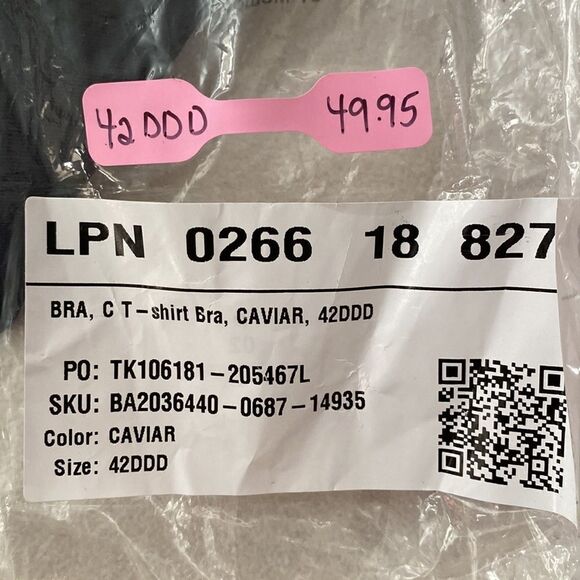 42DDD 49.95
LPN 0266 18 827
BRA, C T-shirt Bra, CAVIAR, 42DDD
PO: TK106181-205467L
SKU: BA2036440-0687-14935
Color: CAVIAR
Size: 42DDD